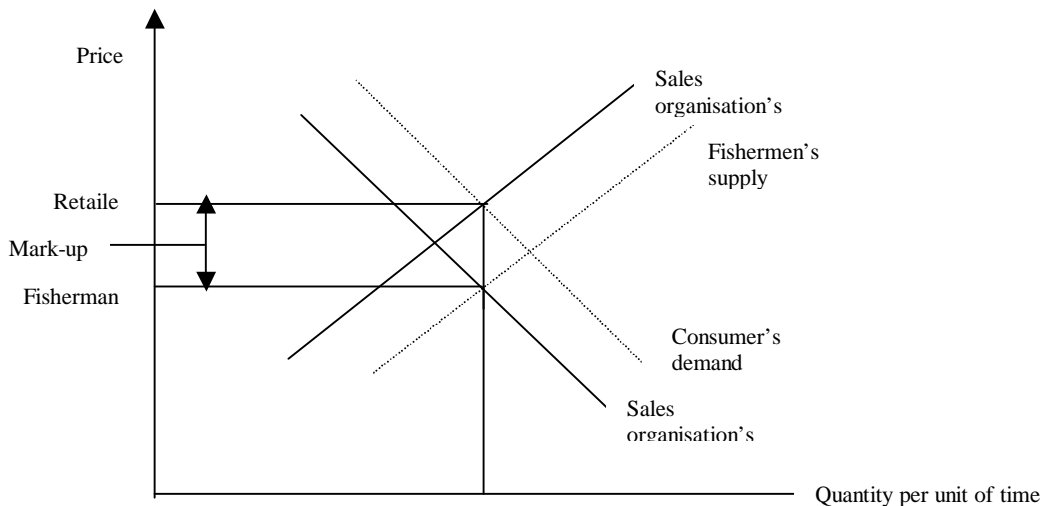 Price
Sales
organisation’s
Fishermen’s
supply
Retaile
Mark-up
Fisherman
Consumer’s
demand
Sales
organisation’s
Quantity per unit of time